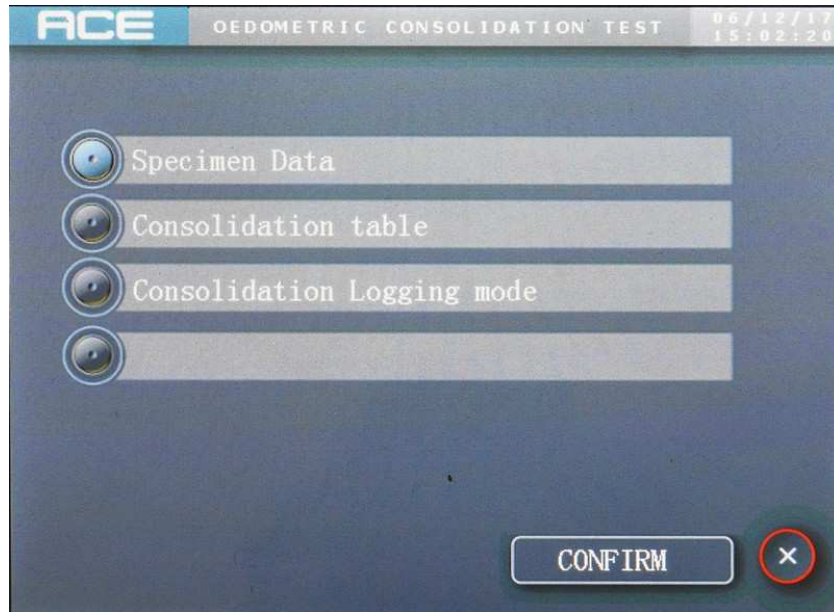 ACE
OEDOMETRIC CONSOLIDATION TEST
06/12/17
15:02:20
Specimen Data
Consolidation table
Consolidation Logging mode
CONFIRM
×